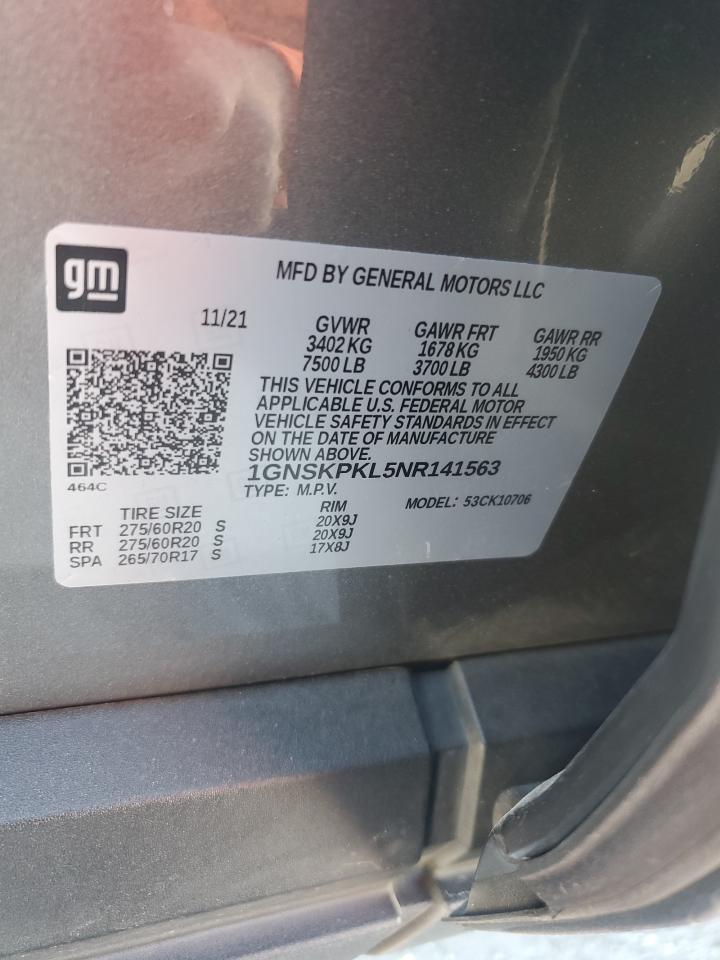 gm
MFD BY GENERAL MOTORS LLC
11/21 GVWR GAWR FRT GAWR RR
3402 KG 1678 KG 1950 KG
7500 LB 3700 LB 4300 LB
THIS VEHICLE CONFORMS TO ALL
APPLICABLE U.S. FEDERAL MOTOR
VEHICLE SAFETY STANDARDS IN EFFECT
ON THE DATE OF MANUFACTURE
SHOWN ABOVE.
1GNSKPKL5NR141563
464C
TYPE: M.P.V. MODEL: 53CK10706
TIRE SIZE RIM
FRT 275/60R20 S 20X9J
RR 275/60R20 S 20X9J
SPA 265/70R17 S 17X8J